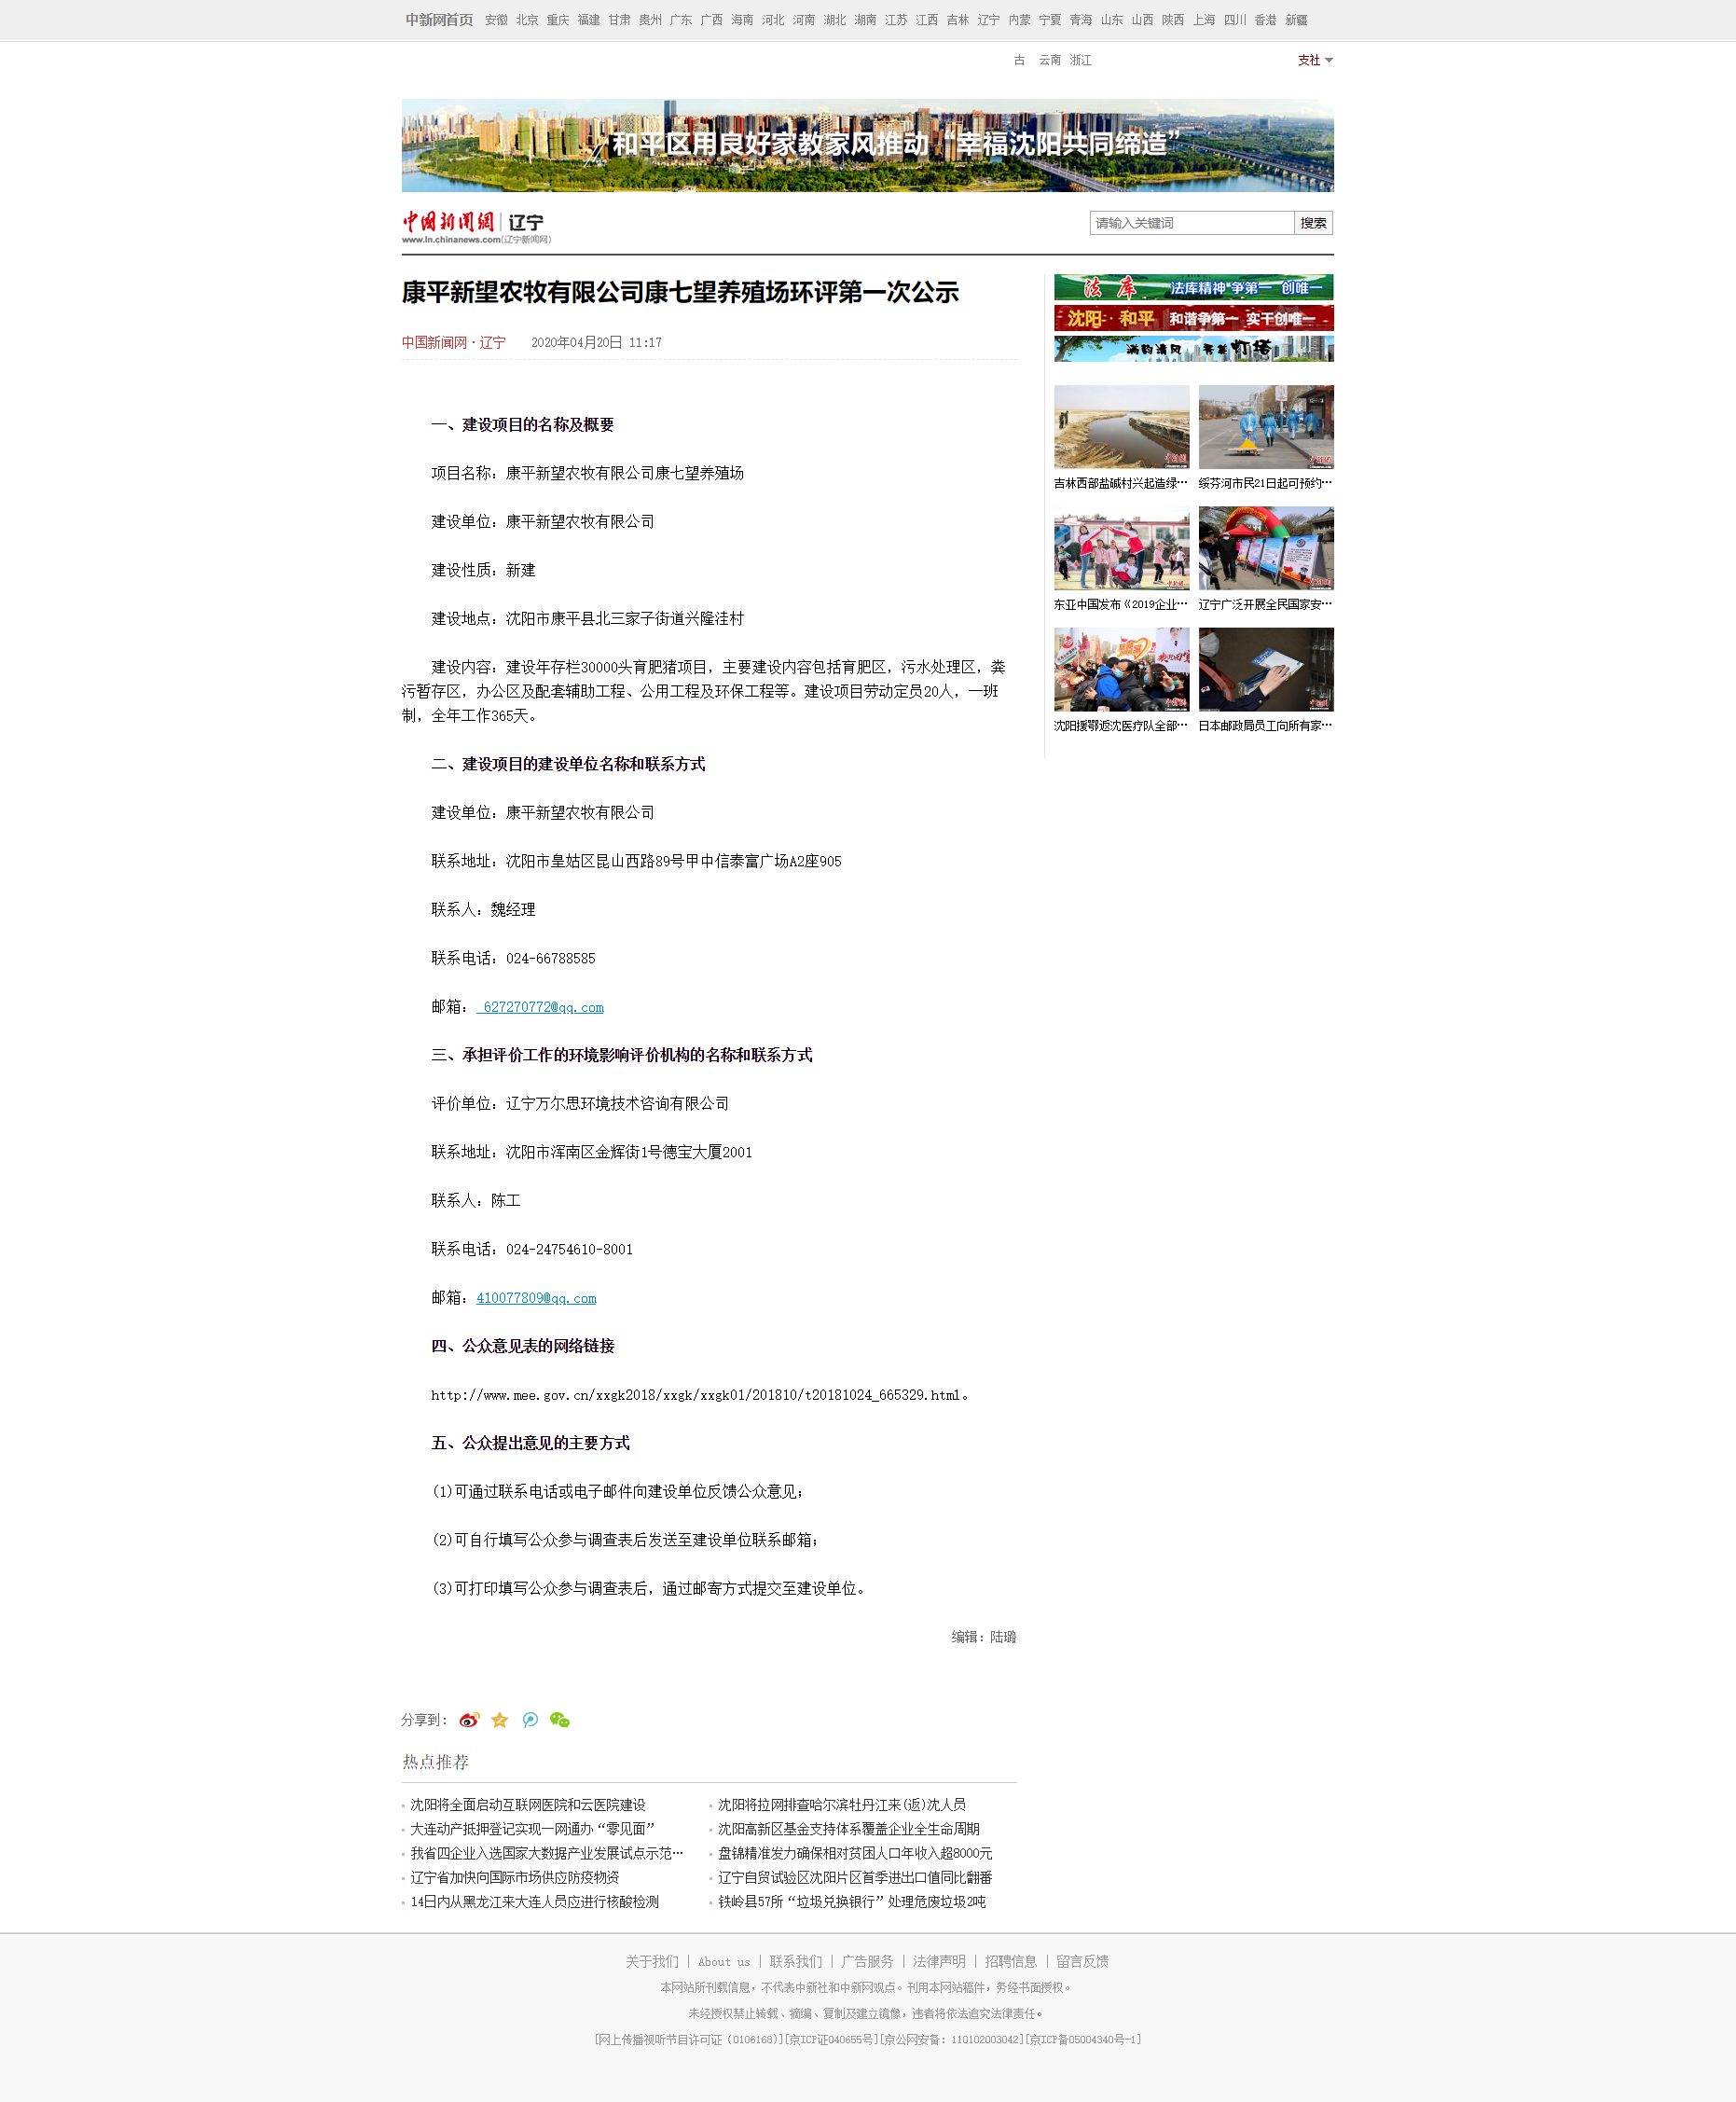 中新网首页 安徽 北京 重庆 福建 甘肃 贵州 广东 广西 海南 河北 河南 湖北 湖南 江苏 江西 吉林 辽宁 内蒙 宁夏 青海 山东 山西 陕西 上海 四川 香港 新疆
古 云南 浙江 支社
和平区用良好家教家风推动“幸福沈阳共同缔造”
中国新闻网 辽宁
www.ln.chinanews.com(辽宁新闻网)
请输入关键词 搜索
康平新望农牧有限公司康七望养殖场环评第一次公示
中国新闻网·辽宁 2020年04月20日 11:17
一、建设项目的名称及概要
项目名称：康平新望农牧有限公司康七望养殖场
建设单位：康平新望农牧有限公司
建设性质：新建
建设地点：沈阳市康平县北三家子街道兴隆洼村
建设内容：建设年存栏30000头育肥猪项目，主要建设内容包括育肥区，污水处理区，粪
污暂存区，办公区及配套辅助工程、公用工程及环保工程等。建设项目劳动定员20人，一班
制，全年工作365天。
二、建设项目的建设单位名称和联系方式
建设单位：康平新望农牧有限公司
联系地址：沈阳市皇姑区昆山西路89号甲中信泰富广场A2座905
联系人：魏经理
联系电话：024-66788585
邮箱： 627270772@qq.com
三、承担评价工作的环境影响评价机构的名称和联系方式
评价单位：辽宁万尔思环境技术咨询有限公司
联系地址：沈阳市浑南区金辉街1号德宝大厦2001
联系人：陈工
联系电话：024-24754610-8001
邮箱：410077809@qq.com
四、公众意见表的网络链接
http://www.mee.gov.cn/xxgk2018/xxgk/xxgk01/201810/t20181024_665329.html。
五、公众提出意见的主要方式
(1)可通过联系电话或电子邮件向建设单位反馈公众意见；
(2)可自行填写公众参与调查表后发送至建设单位联系邮箱；
(3)可打印填写公众参与调查表后，通过邮寄方式提交至建设单位。
编辑：陆璐
法库 法库精神 争第一 创唯一
沈阳·和平 和谐争第一 实干创唯一
满韵清风 秀美灯塔
吉林西部盐碱村兴起造绿…
绥芬河市民21日起可预约…
东亚中国发布《2019企业…
辽宁广泛开展全民国家安…
沈阳援鄂返沈医疗队全部…
日本邮政局员工向所有家…
分享到：
热点推荐
沈阳将全面启动互联网医院和云医院建设
沈阳将拉网排查哈尔滨牡丹江来(返)沈人员
大连动产抵押登记实现一网通办“零见面”
沈阳高新区基金支持体系覆盖企业全生命周期
我省四企业入选国家大数据产业发展试点示范…
盘锦精准发力确保相对贫困人口年收入超8000元
辽宁省加快向国际市场供应防疫物资
辽宁自贸试验区沈阳片区首季进出口值同比翻番
14日内从黑龙江来大连人员应进行核酸检测
铁岭县57所“垃圾兑换银行”处理危废垃圾2吨
关于我们 | About us | 联系我们 | 广告服务 | 法律声明 | 招聘信息 | 留言反馈
本网站所刊载信息，不代表中新社和中新网观点。刊用本网站稿件，务经书面授权。
未经授权禁止转载、摘编、复制及建立镜像，违者将依法追究法律责任。
[网上传播视听节目许可证（0106168)][京ICP证040655号][京公网安备：110102003042][京ICP备05004340号-1]